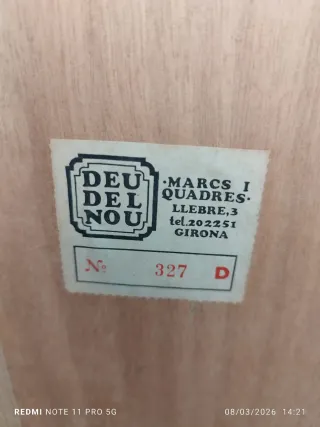 DEU
DEL
NOU
·MARCS I
QUADRES·
LLEBRE,3
tel.202251
GIRONA
Nº 327 D
REDMI NOTE 11 PRO 5G
08/03/2026 14:21